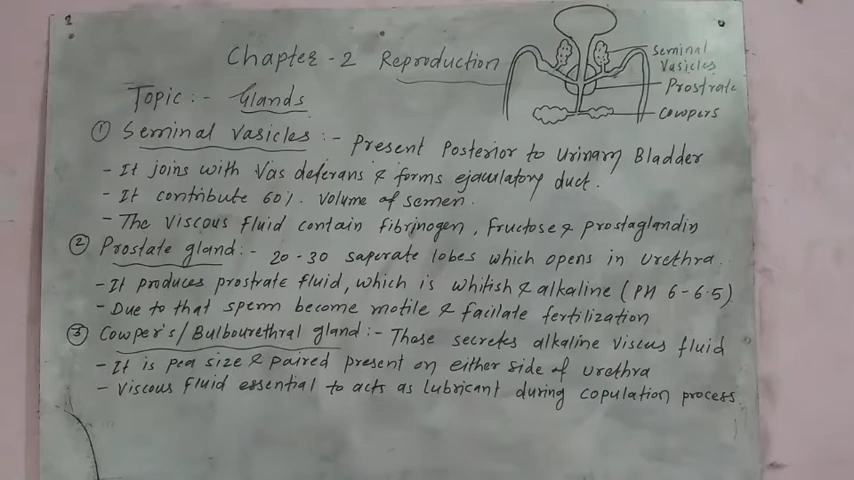 1
Chapter - 2 Reproduction
Seminal
Vasicles
Prostrate
Cowpers
Topic :- Glands
① Seminal Vasicles :- Present Posterior to Urinary Bladder
- It joins with Vas deferans & forms ejaculatory duct.
- It contribute 60%. Volume of semen.
- The Viscous fluid contain fibrinogen, Fructose & Prostaglandin
② Prostate gland :- 20-30 saperate lobes which opens in urethra.
- It produces prostrate fluid, which is whitish & alkaline (PH 6-6.5)
- Due to that sperm become motile & facilate fertilization
③ Cowper's/Bulbourethral gland :- These secretes alkaline viscus fluid
- It is pea size & paired present on either side of urethra
- Viscous fluid essential to acts as lubricant during copulation process